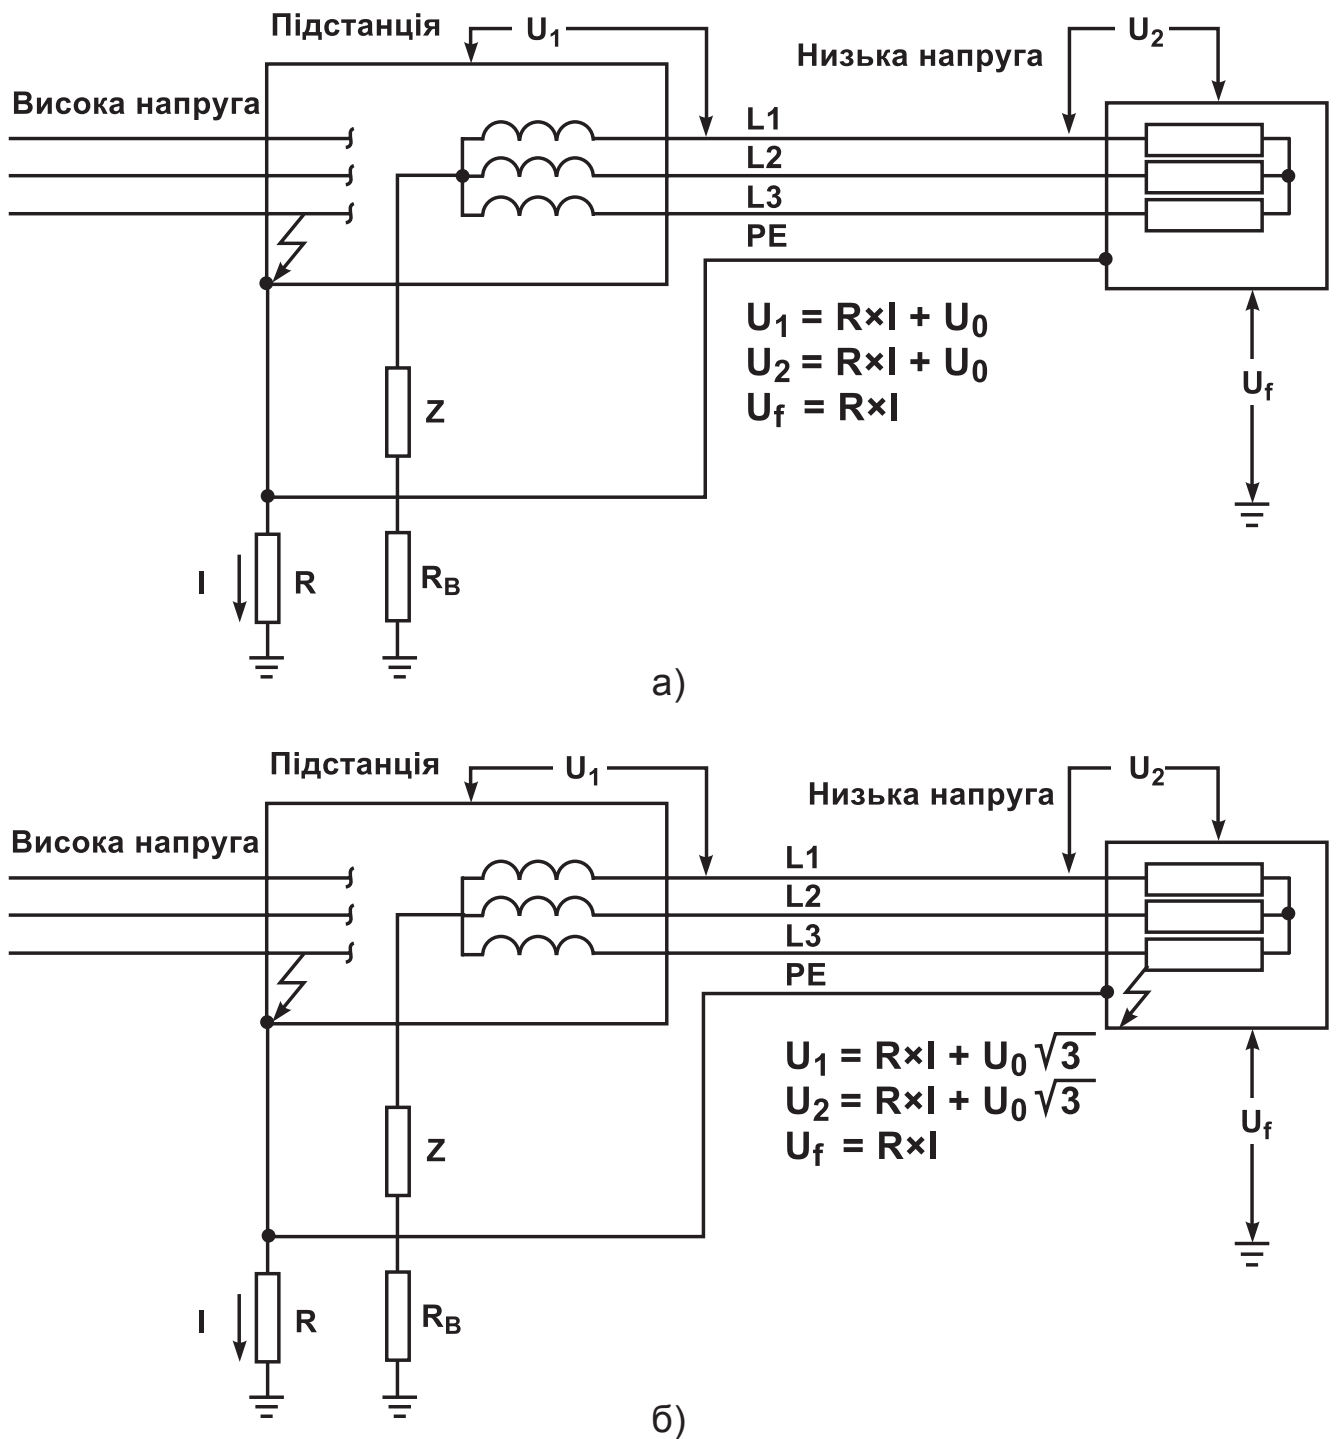 Підстанція
U1
Низька напруга
U2
Висока напруга
L1
L2
L3
PE
U1 = R×I + U0
U2 = R×I + U0
Uf = R×I
Uf
Z
I
R
RB
а)
Підстанція
U1
Низька напруга
U2
Висока напруга
L1
L2
L3
PE
U1 = R×I + U0 √3
U2 = R×I + U0 √3
Uf = R×I
Uf
Z
I
R
RB
б)